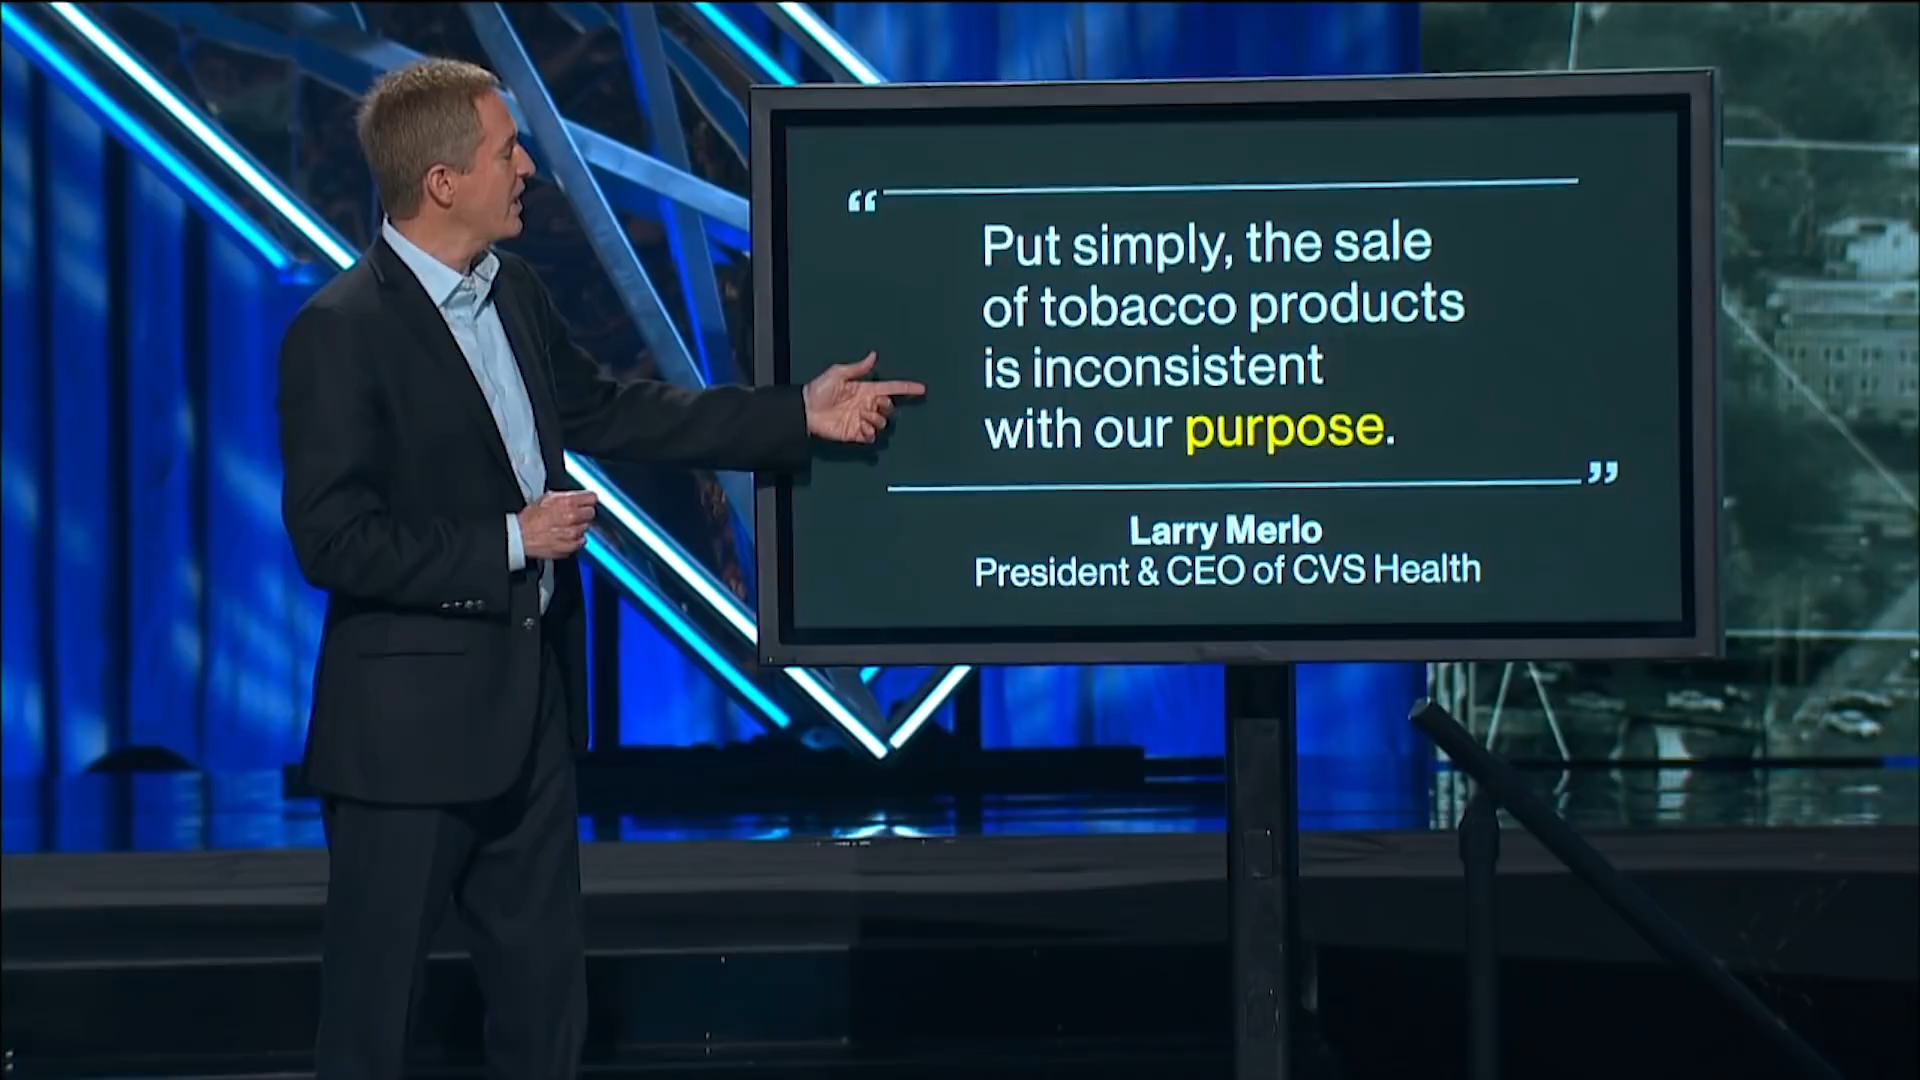 “
Put simply, the sale
of tobacco products
is inconsistent
with our purpose.
”
Larry Merlo
President & CEO of CVS Health